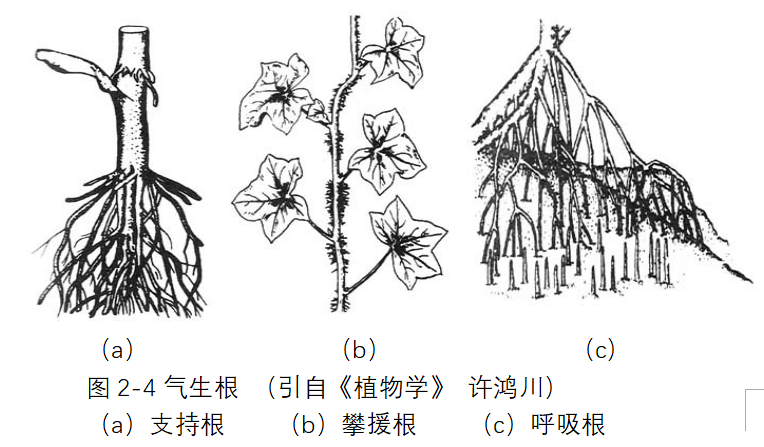 (a) (b) (c)
图 2-4 气生根 （引自《植物学》 许鸿川）
(a) 支持根 (b) 攀援根 (c) 呼吸根